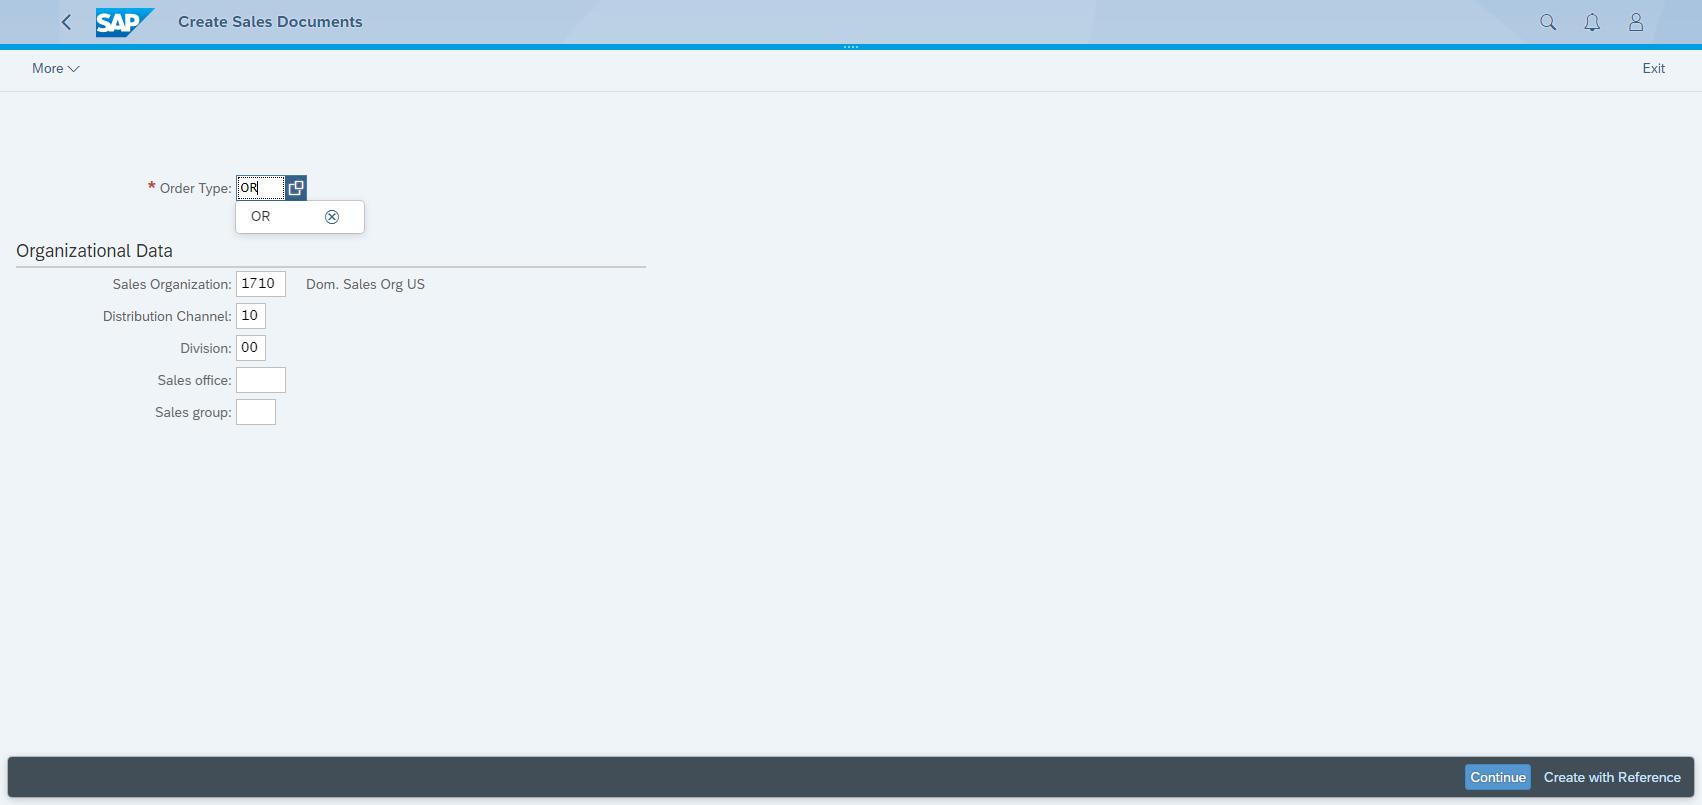 SAP Create Sales Documents
More
Exit
* Order Type: OR
OR
Organizational Data
Sales Organization: 1710 Dom. Sales Org US
Distribution Channel: 10
Division: 00
Sales office:
Sales group:
Continue Create with Reference